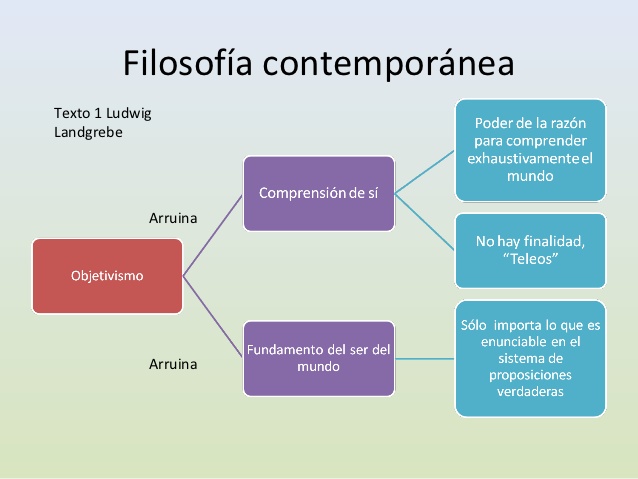 Filosofía contemporánea
Texto 1 Ludwig
Landgrebe
Arruina
Objetivismo
Arruina
Comprensión de sí
Fundamento del ser del
mundo
Poder de la razón
para comprender
exhaustivamente el
mundo
No hay finalidad,
“Teleos”
Sólo importa lo que es
enunciable en el
sistema de
proposiciones
verdaderas